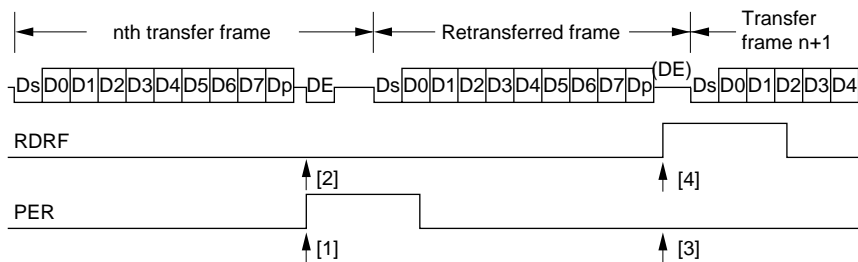 nth transfer frame Retransferred frame Transfer
frame n+1
Ds D0 D1 D2 D3 D4 D5 D6 D7 Dp DE Ds D0 D1 D2 D3 D4 D5 D6 D7 Dp (DE) Ds D0 D1 D2 D3 D4
RDRF
[2] [4]
PER
[1] [3]